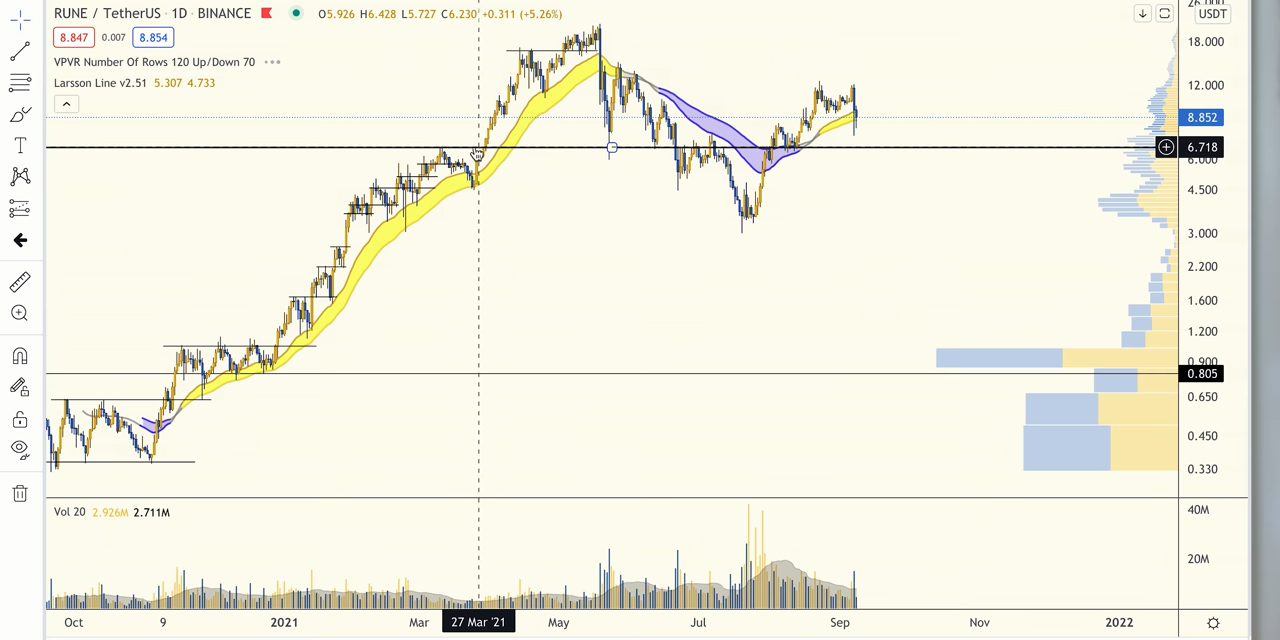 RUNE / TetherUS · 1D · BINANCE O5.926 H6.428 L5.727 C6.230 +0.311 (+5.26%)
8.847 0.007 8.854
VPVR Number Of Rows 120 Up/Down 70
Larsson Line v2.51 5.307 4.733
USDT
26.000
18.000
12.000
8.852
6.718
6.000
4.500
3.000
2.200
1.600
1.200
0.900
0.805
0.650
0.450
0.330
Vol 20 2.926M 2.711M
40M
20M
Oct 9 2021 Mar 27 Mar '21 May Jul Sep Nov 2022